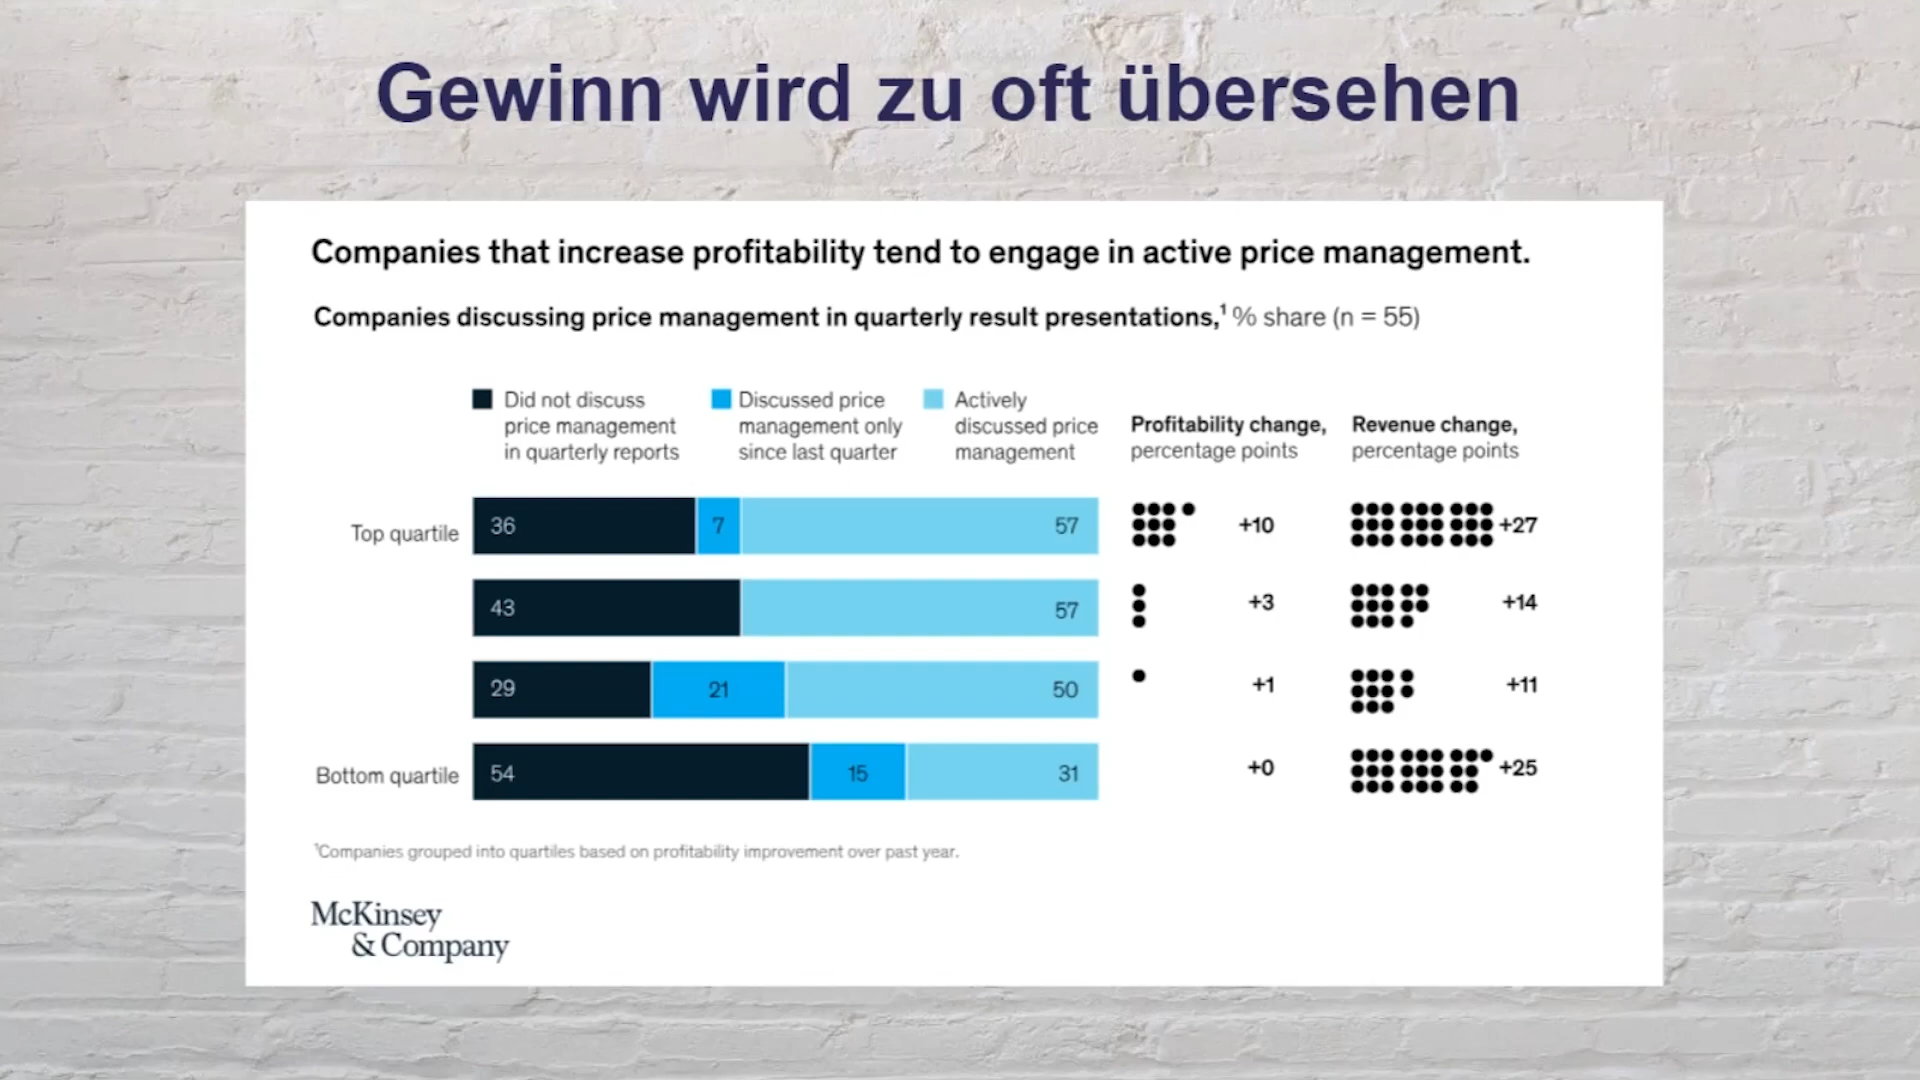 Gewinn wird zu oft übersehen
Companies that increase profitability tend to engage in active price management.
Companies discussing price management in quarterly result presentations,¹ % share (n = 55)
Did not discuss
price management
in quarterly reports
Discussed price
management only
since last quarter
Actively
discussed price
management
Profitability change,
percentage points
Revenue change,
percentage points
Top quartile 36 7 57 +10 +27
43 57 +3 +14
29 21 50 +1 +11
Bottom quartile 54 15 31 +0 +25
¹Companies grouped into quartiles based on profitability improvement over past year.
McKinsey
& Company